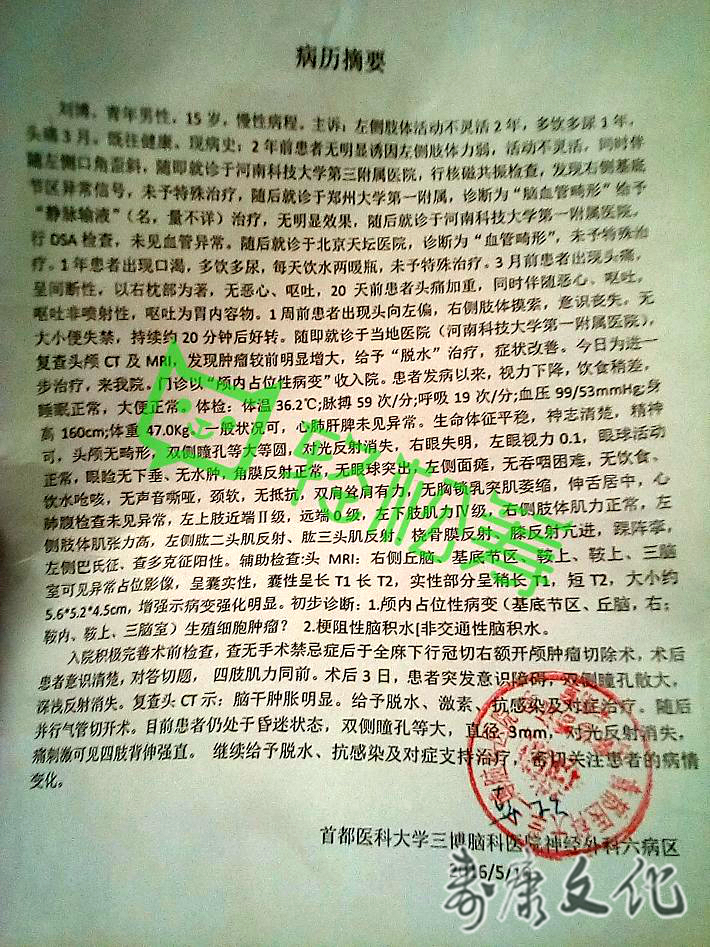 病历摘要
刘博，青年男性，15岁，慢性病程。主诉：左侧肢体活动不灵活2年，多饮多尿1年，
头痛3月。既往健康。现病史：2年前患者无明显诱因左侧肢体力弱，活动不灵活，同时伴
随左侧口角歪斜，随即就诊于河南科技大学第三附属医院，行核磁共振检查，发现右侧基底
节区异常信号，未予特殊治疗，随后就诊于郑州大学第一附属，诊断为“脑血管畸形”给予
“静脉输液”（名，量不详）治疗，无明显效果，随后就诊于河南科技大学第一附属医院，
行DSA检查，未见血管异常。随后就诊于北京天坛医院，诊断为“血管畸形”，未予特殊治
疗。1年患者出现口渴，多饮多尿，每天饮水两暖瓶，未予特殊治疗。3月前患者出现头痛，
呈间断性，以右枕部为著，无恶心、呕吐，20天前患者头痛加重，同时伴随恶心、呕吐，
呕吐非喷射性，呕吐为胃内容物。1周前患者出现头向左偏，右侧肢体摸索，意识丧失，无
大小便失禁，持续约20分钟后好转。随即就诊于当地医院（河南科技大学第一附属医院），
复查头颅CT及MRI，发现肿瘤较前明显增大，给予“脱水”治疗，症状改善。今日为进一
步治疗，来我院。门诊以“颅内占位性病变”收入院。患者发病以来，视力下降，饮食稍差，
睡眠正常，大便正常。体检：体温36.2℃;脉搏59次/分;呼吸19次/分;血压99/53mmHg;身
高160cm;体重47.0Kg。一般状况可，心肺肝脾未见异常。生命体征平稳，神志清楚，精神
可，头颅无畸形，双侧瞳孔等大等圆，对光反射消失，右眼失明，左眼视力0.1，眼球活动
正常，眼睑无下垂、无水肿，角膜反射正常，无眼球突出，左侧面瘫，无吞咽困难，无饮食、
饮水呛咳，无声音嘶哑，颈软，无抵抗，双肩耸肩有力，无胸锁乳突肌萎缩，伸舌居中，心
肺腹检查未见异常，左上肢近端Ⅱ级，远端0级，左下肢肌力Ⅳ级，右侧肢体肌力正常，左
侧肢体肌张力高，左侧肱二头肌反射、肱三头肌反射、桡骨膜反射、膝反射亢进，踝阵挛，
左侧巴氏征、查多克征阳性。辅助检查:头MRI：右侧丘脑、基底节区、鞍上、鞍上、三脑
室可见异常占位影像，呈囊实性，囊性呈长T1长T2，实性部分呈稍长T1，短T2，大小约
5.6*5.2*4.5cm，增强示病变强化明显。初步诊断：1.颅内占位性病变（基底节区、丘脑，右；
鞍内、鞍上、三脑室）生殖细胞肿瘤？ 2.梗阻性脑积水[非交通性脑积水.
入院积极完善术前检查，查无手术禁忌症后于全麻下行冠切右额开颅肿瘤切除术，术后
患者意识清楚，对答切题， 四肢肌力同前。术后3日，患者突发意识障碍，双侧瞳孔散大，
深浅反射消失。复查头CT示：脑干肿胀明显。给予脱水、激素、抗感染及对症治疗。随后
并行气管切开术。目前患者仍处于昏迷状态，双侧瞳孔等大，直径3mm，对光反射消失，
痛刺激可见四肢背伸强直。 继续给予脱水、抗感染及对症支持治疗，密切关注患者的病情
变化。
首都医科大学三博脑科医院神经外科六病区
2016/5/1
轻松筹
寿康文化